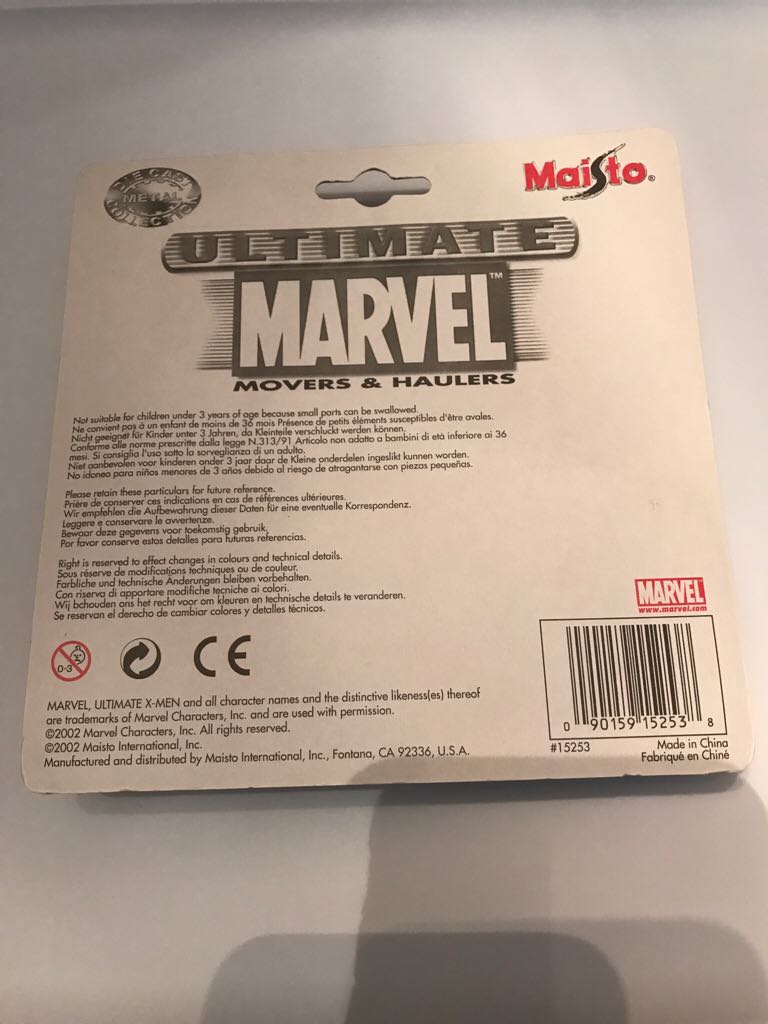 DIE CAST
METAL
COLLECTION
Maisto®
ULTIMATE
MARVEL™
MOVERS & HAULERS
Not suitable for children under 3 years of age because small parts can be swallowed.
Ne convient pas à un enfant de moins de 36 mois Présence de petits éléments susceptibles d'être avales.
Nicht geeignet für Kinder unter 3 Jahren, da Kleinteile verschluckt werden können.
Conforme alle norme prescritte dalla legge N.313/91 Articolo non adatto a bambini di età inferiore ai 36
mesi. Si consiglia l'uso sotto la sorveglianza di un adulto.
Niet aanbevolen voor kinderen onder 3 jaar daar de Kleine onderdelen ingeslikt kunnen worden.
No idoneo para niños menores de 3 años debido al riesgo de atragantarse con piezas pequeñas.
Please retain these particulars for future reference.
Prière de conserver ces indications en cas de références ultérieures.
Wir empfehlen die Aufbewahrung dieser Daten für eine eventuelle Korrespondenz.
Leggere e conservare le avvertenze.
Bewaar deze gegevens voor toekomstig gebruik.
Por favor conserve estos detalles para futuras referencias.
Right is reserved to effect changes in colours and technical details.
Sous réserve de modifications techniques ou de couleur.
Farbliche und technische Änderungen bleiben vorbehalten.
Con riserva di apportare modifiche tecniche ai colori.
Wij bchouden ons het recht voor om kleuren en technische details te veranderen.
Se reservan el derecho de cambiar colores y detalles técnicos.
MARVEL
www.marvel.com
0-3
CE
MARVEL, ULTIMATE X-MEN and all character names and the distinctive likeness(es) thereof
are trademarks of Marvel Characters, Inc. and are used with permission.
©2002 Marvel Characters, Inc. All rights reserved.
©2002 Maisto International, Inc.
Manufactured and distributed by Maisto International, Inc., Fontana, CA 92336, U.S.A.
0 90159 15253 8
#15253
Made in China
Fabriqué en Chiné